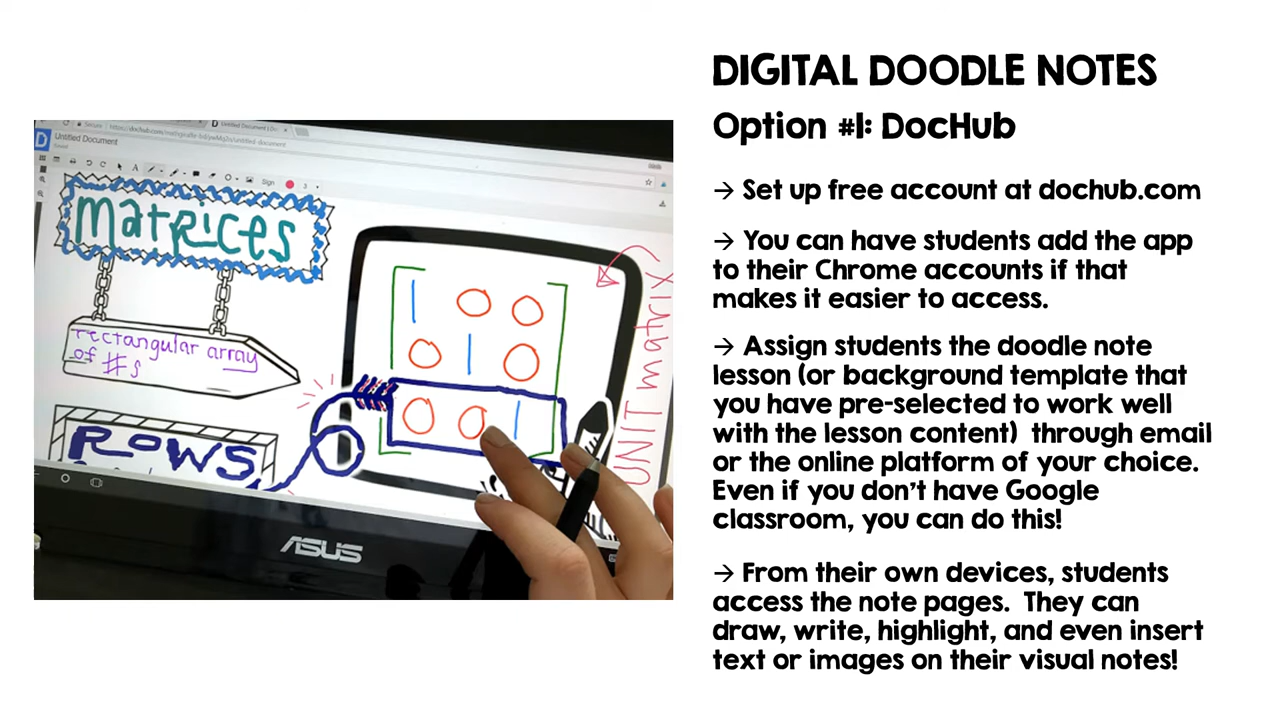 DIGITAL DOODLE NOTES
Option #1: DocHub
→ Set up free account at dochub.com
→ You can have students add the app
to their Chrome accounts if that
makes it easier to access.
→ Assign students the doodle note
lesson (or background template that
you have pre-selected to work well
with the lesson content) through email
or the online platform of your choice.
Even if you don't have Google
classroom, you can do this!
→ From their own devices, students
access the note pages. They can
draw, write, highlight, and even insert
text or images on their visual notes!
Untitled Document
Sign
3
matrices
rectangular array
of #s
ROWS
1 0 0
0 1 0
0 0 1
UNIT matrix
ASUS